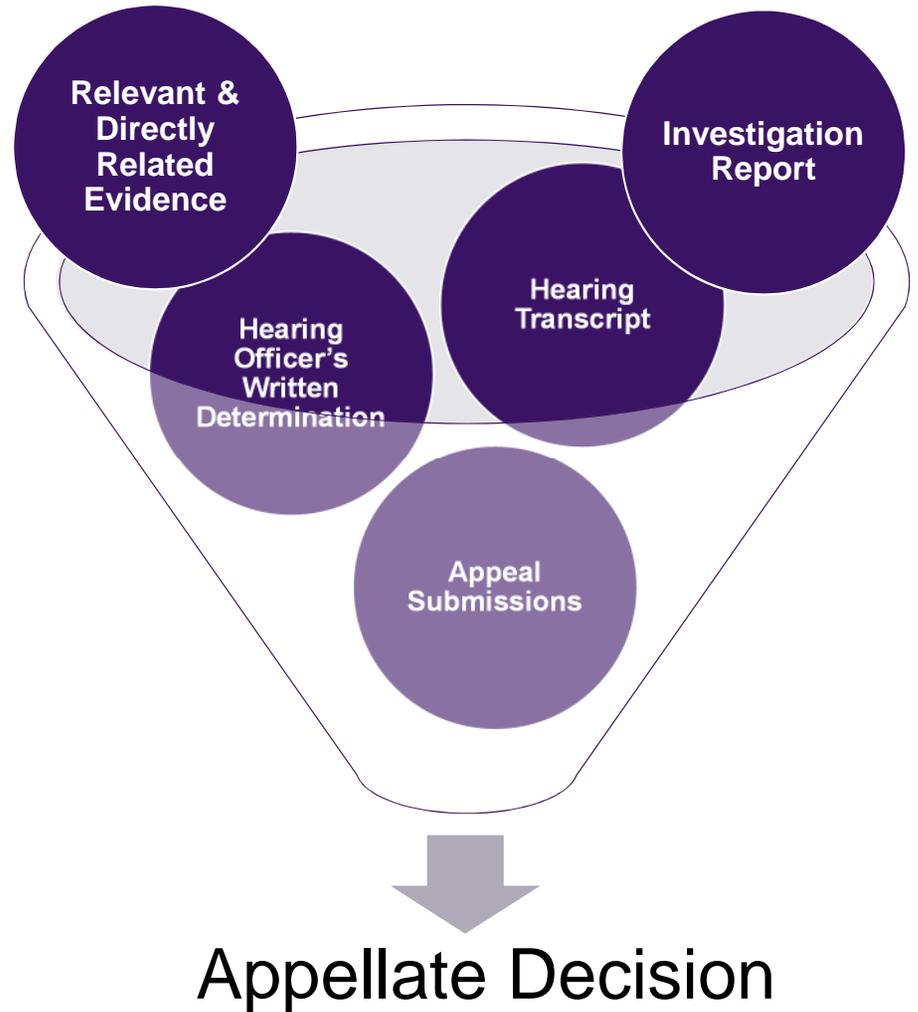 Relevant &
Directly
Related
Evidence
Investigation
Report
Hearing
Transcript
Hearing
Officer’s
Written
Determination
Appeal
Submissions
Appellate Decision